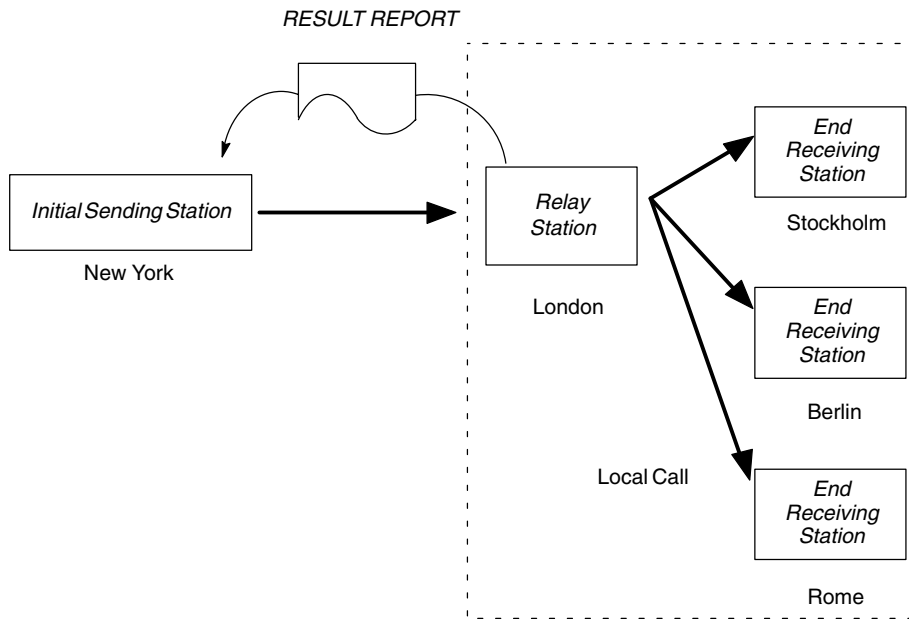 RESULT REPORT
Initial Sending Station
New York
Relay
Station
London
End
Receiving
Station
Stockholm
End
Receiving
Station
Berlin
Local Call
End
Receiving
Station
Rome